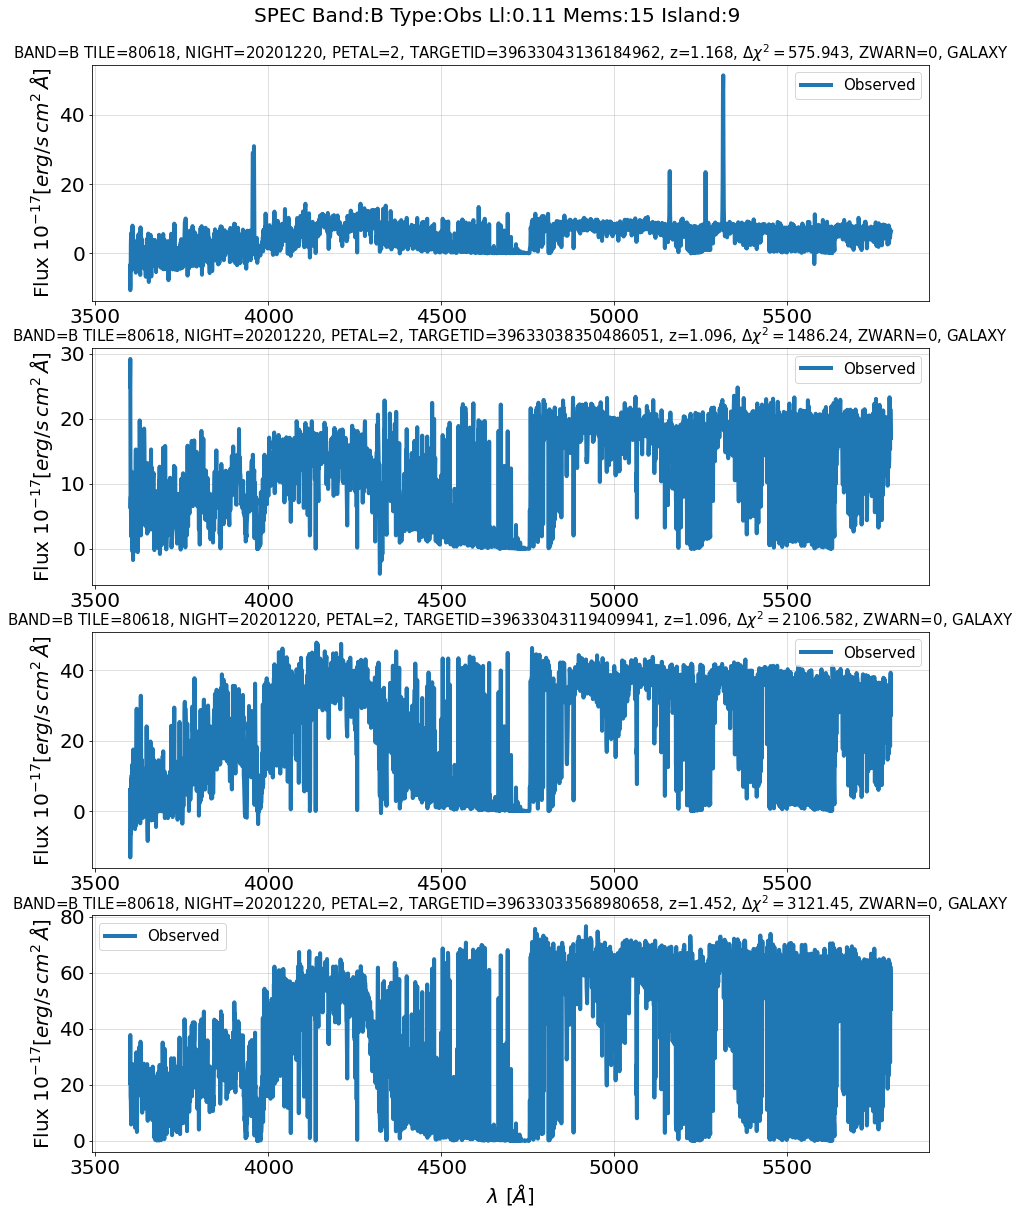 SPEC Band:B Type:Obs Ll:0.11 Mems:15 Island:9
BAND=B TILE=80618, NIGHT=20201220, PETAL=2, TARGETID=39633043136184962, z=1.168, Δχ² = 575.943, ZWARN=0, GALAXY
Flux 10⁻¹⁷[erg/s cm² Å]
40
20
0
Observed
3500 4000 4500 5000 5500
BAND=B TILE=80618, NIGHT=20201220, PETAL=2, TARGETID=39633038350486051, z=1.096, Δχ² = 1486.24, ZWARN=0, GALAXY
Flux 10⁻¹⁷[erg/s cm² Å]
30
20
10
0
Observed
3500 4000 4500 5000 5500
BAND=B TILE=80618, NIGHT=20201220, PETAL=2, TARGETID=39633043119409941, z=1.096, Δχ² = 2106.582, ZWARN=0, GALAXY
Flux 10⁻¹⁷[erg/s cm² Å]
40
20
0
Observed
3500 4000 4500 5000 5500
BAND=B TILE=80618, NIGHT=20201220, PETAL=2, TARGETID=39633033568980658, z=1.452, Δχ² = 3121.45, ZWARN=0, GALAXY
Flux 10⁻¹⁷[erg/s cm² Å]
80
60
40
20
0
Observed
3500 4000 4500 5000 5500
λ [Å]